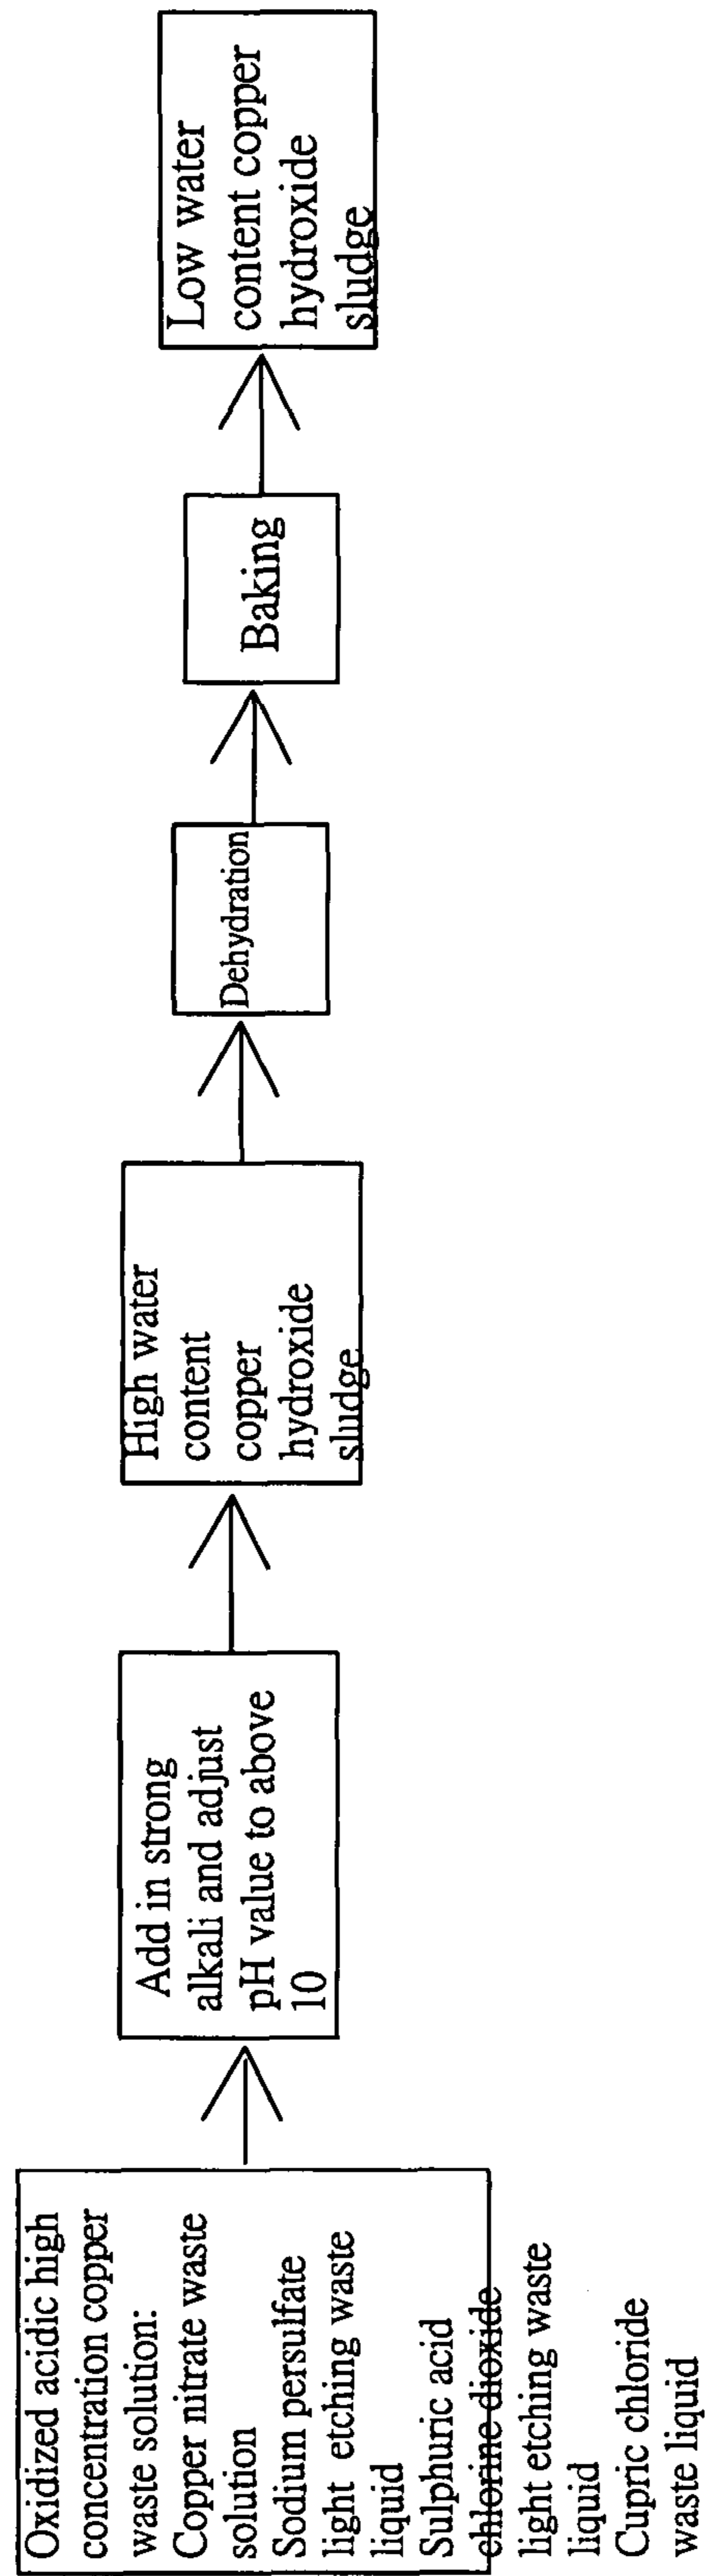 Oxidized acidic high
concentration copper
waste solution:
Copper nitrate waste
solution
Sodium persulfate
light etching waste
liquid
Sulphuric acid
chlorine dioxide
light etching waste
liquid
Cupric chloride
waste liquid
Add in strong
alkali and adjust
pH value to above
10
High water
content
copper
hydroxide
sludge
Dehydration
Baking
Low water
content copper
hydroxide
sludge